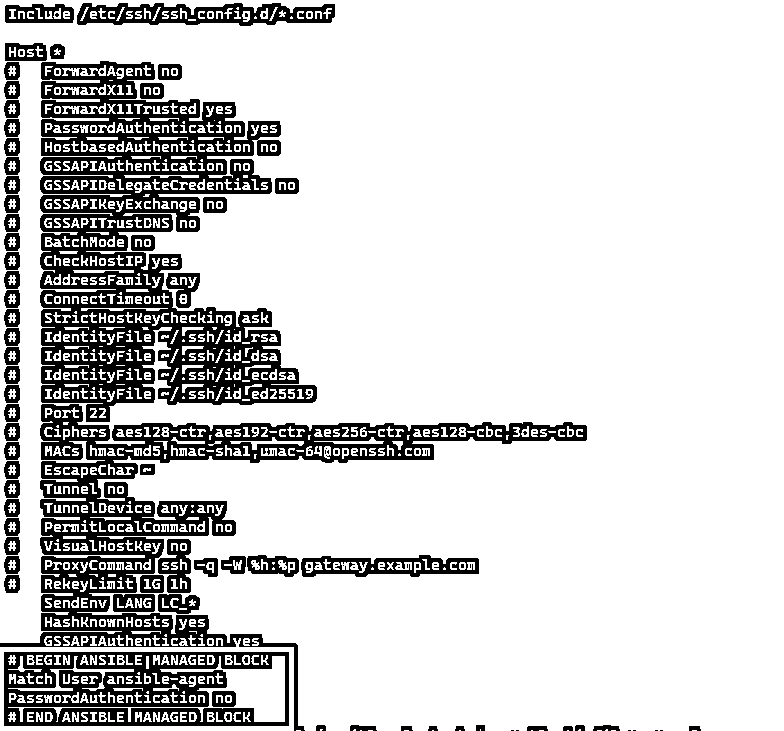 Include /etc/ssh/ssh_config.d/*.conf
Host *
#   ForwardAgent no
#   ForwardX11 no
#   ForwardX11Trusted yes
#   PasswordAuthentication yes
#   HostbasedAuthentication no
#   GSSAPIAuthentication no
#   GSSAPIDelegateCredentials no
#   GSSAPIKeyExchange no
#   GSSAPITrustDNS no
#   BatchMode no
#   CheckHostIP yes
#   AddressFamily any
#   ConnectTimeout 0
#   StrictHostKeyChecking ask
#   IdentityFile ~/.ssh/id_rsa
#   IdentityFile ~/.ssh/id_dsa
#   IdentityFile ~/.ssh/id_ecdsa
#   IdentityFile ~/.ssh/id_ed25519
#   Port 22
#   Ciphers aes128-ctr,aes192-ctr,aes256-ctr,aes128-cbc,3des-cbc
#   MACs hmac-md5,hmac-sha1,umac-64@openssh.com
#   EscapeChar ~
#   Tunnel no
#   TunnelDevice any:any
#   PermitLocalCommand no
#   VisualHostKey no
#   ProxyCommand ssh -q -W %h:%p gateway.example.com
#   RekeyLimit 1G 1h
    SendEnv LANG LC_*
    HashKnownHosts yes
    GSSAPIAuthentication yes
# BEGIN ANSIBLE MANAGED BLOCK
Match User ansible-agent
PasswordAuthentication no
# END ANSIBLE MANAGED BLOCK